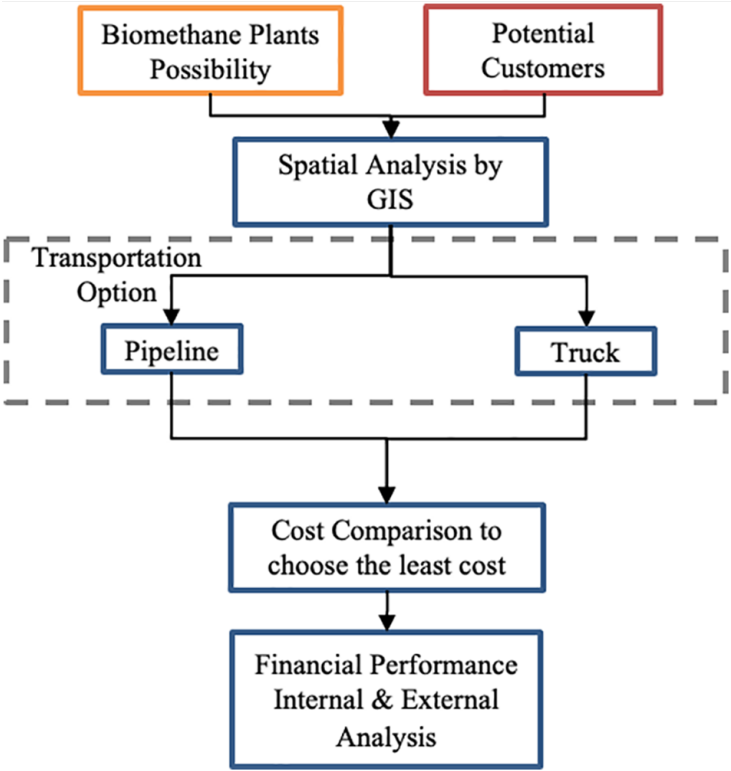 Biomethane Plants
Possibility
Potential
Customers
Spatial Analysis by
GIS
Transportation
Option
Pipeline
Truck
Cost Comparison to
choose the least cost
Financial Performance
Internal & External
Analysis